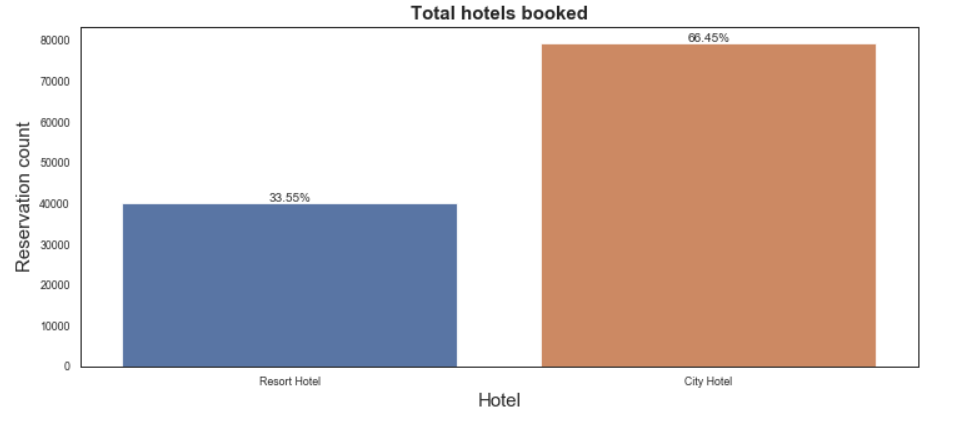 Total hotels booked
Reservation count
80000
70000
60000
50000
40000
30000
20000
10000
0
33.55%
66.45%
Resort Hotel
City Hotel
Hotel